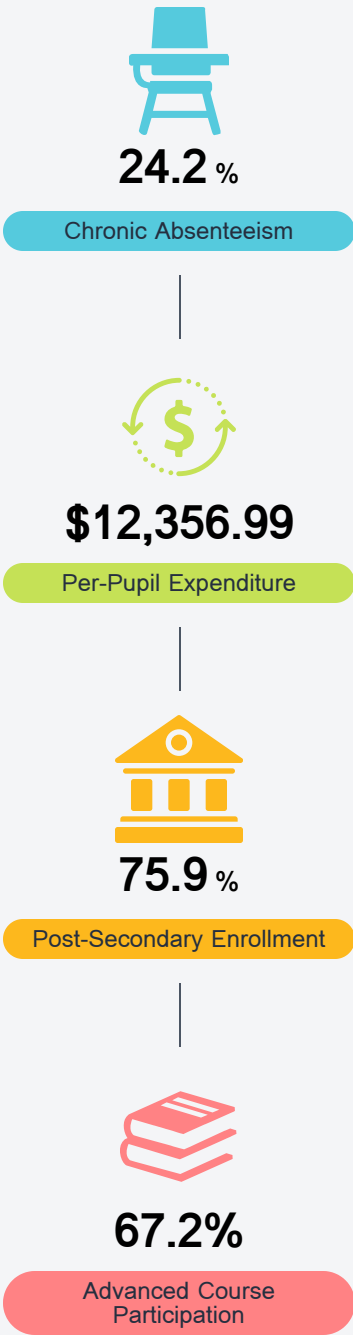 24.2 %
Chronic Absenteeism
$
$12,356.99
Per-Pupil Expenditure
75.9 %
Post-Secondary Enrollment
67.2%
Advanced Course
Participation